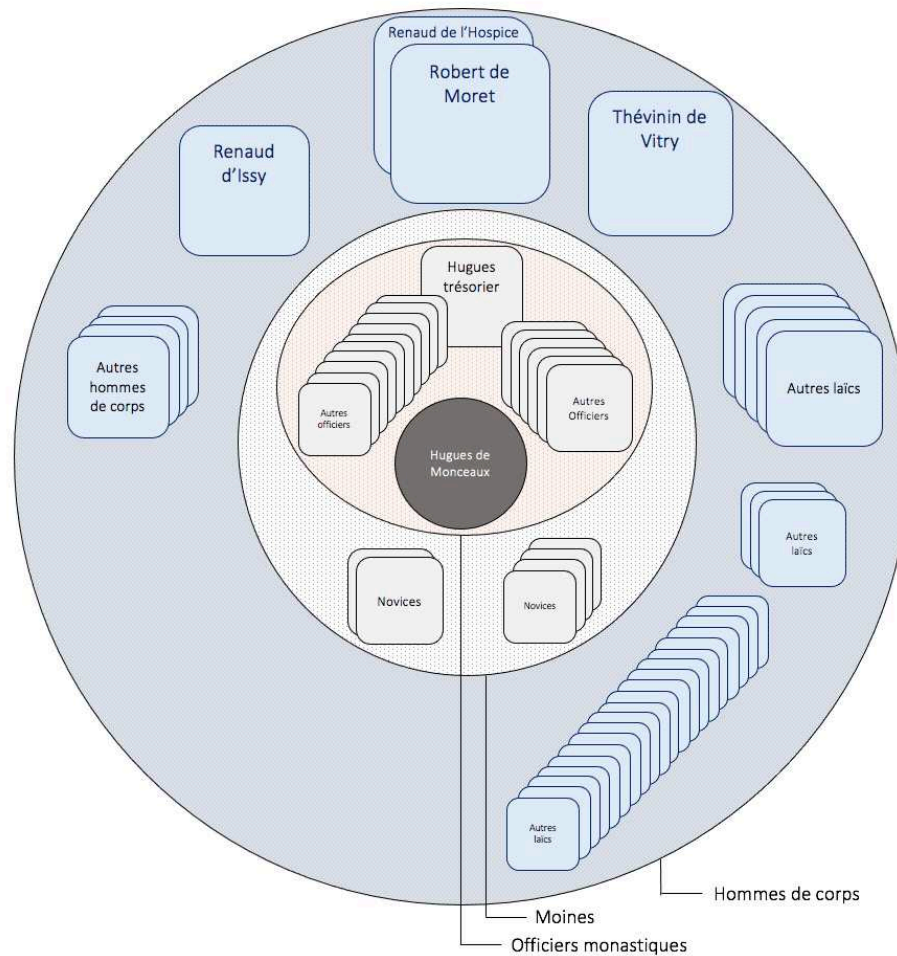 Renaud de l'Hospice
Robert de
Moret
Thévinin de
Vitry
Renaud
d'Issy
Hugues
trésorier
Autres
hommes
de corps
Autres laïcs
Autres
officiers
Autres
Officiers
Hugues de
Monceaux
Autres
laïcs
Novices
Novices
Autres
laïcs
Hommes de corps
Moines
Officiers monastiques